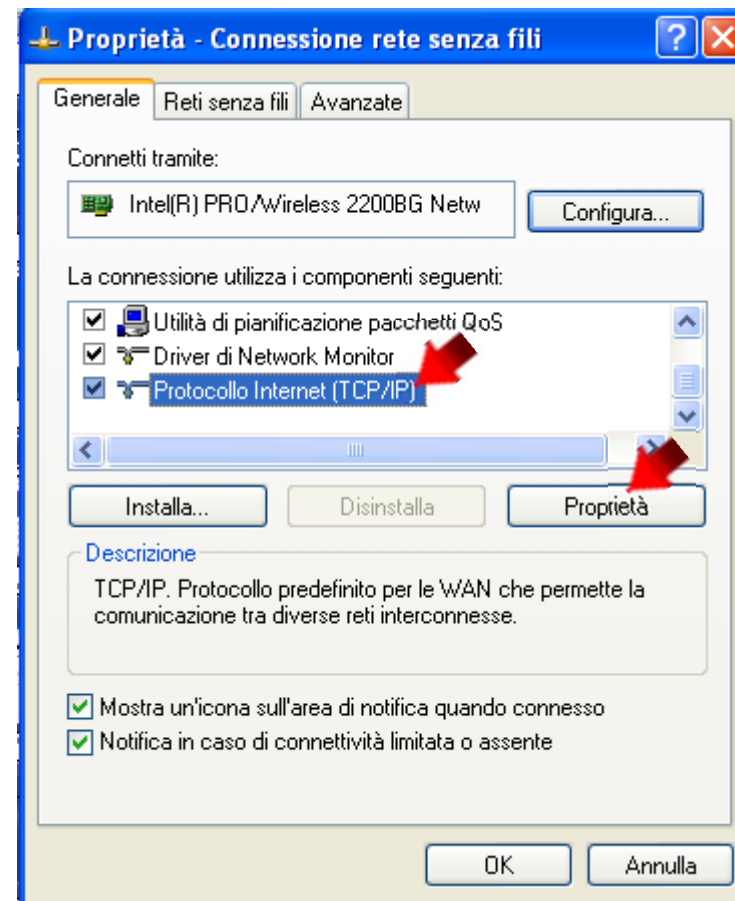 Proprietà - Connessione rete senza fili
Generale Reti senza fili Avanzate
Connetti tramite:
Intel(R) PRO/Wireless 2200BG Netw Configura...
La connessione utilizza i componenti seguenti:
Utilità di pianificazione pacchetti QoS
Driver di Network Monitor
Protocollo Internet (TCP/IP)
Installa... Disinstalla Proprietà
Descrizione
TCP/IP. Protocollo predefinito per le WAN che permette la
comunicazione tra diverse reti interconnesse.
Mostra un'icona sull'area di notifica quando connesso
Notifica in caso di connettività limitata o assente
OK Annulla